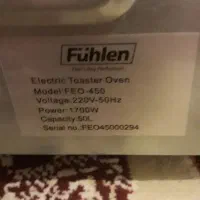 Fühlen
Electric Toaster Oven
Model:FEO-450
Voltage:220V-50Hz
Power:1700W
Capacity:50L
Serial no.:FEO45000294